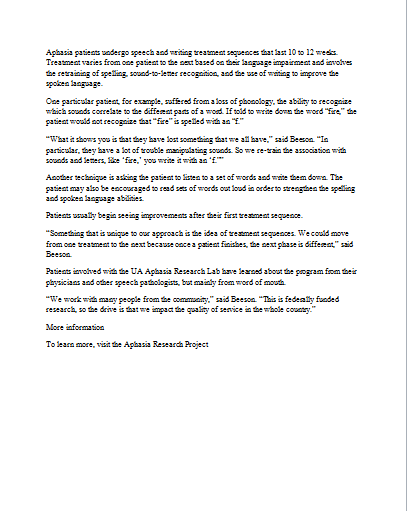 Aphasia patients undergo speech and writing treatment sequences that last 10 to 12 weeks.
Treatment varies from one patient to the next based on their language impairment and involves
the retraining of spelling, sound-to-letter recognition, and the use of writing to improve the
spoken language.
One particular patient, for example, suffered from a loss of phonology, the ability to recognize
which sounds correlate to the different parts of a word. If told to write down the word “fire,” the
patient would not recognize that “fire” is spelled with an “f.”
“What it shows you is that they have lost something that we all have,” said Beeson. “In
particular, they have a lot of trouble manipulating sounds. So we re-train the association with
sounds and letters, like ‘fire,’ you write it with an ‘f.’”
Another technique is asking the patient to listen to a set of words and write them down. The
patient may also be encouraged to read sets of words out loud in order to strengthen the spelling
and spoken language abilities.
Patients usually begin seeing improvements after their first treatment sequence.
“Something that is unique to our approach is the idea of treatment sequences. We could move
from one treatment to the next because once a patient finishes, the next phase is different,” said
Beeson.
Patients involved with the UA Aphasia Research Lab have learned about the program from their
physicians and other speech pathologists, but mainly from word of mouth.
“We work with many people from the community,” said Beeson. “This is federally funded
research, so the drive is that we impact the quality of service in the whole country.”
More information
To learn more, visit the Aphasia Research Project